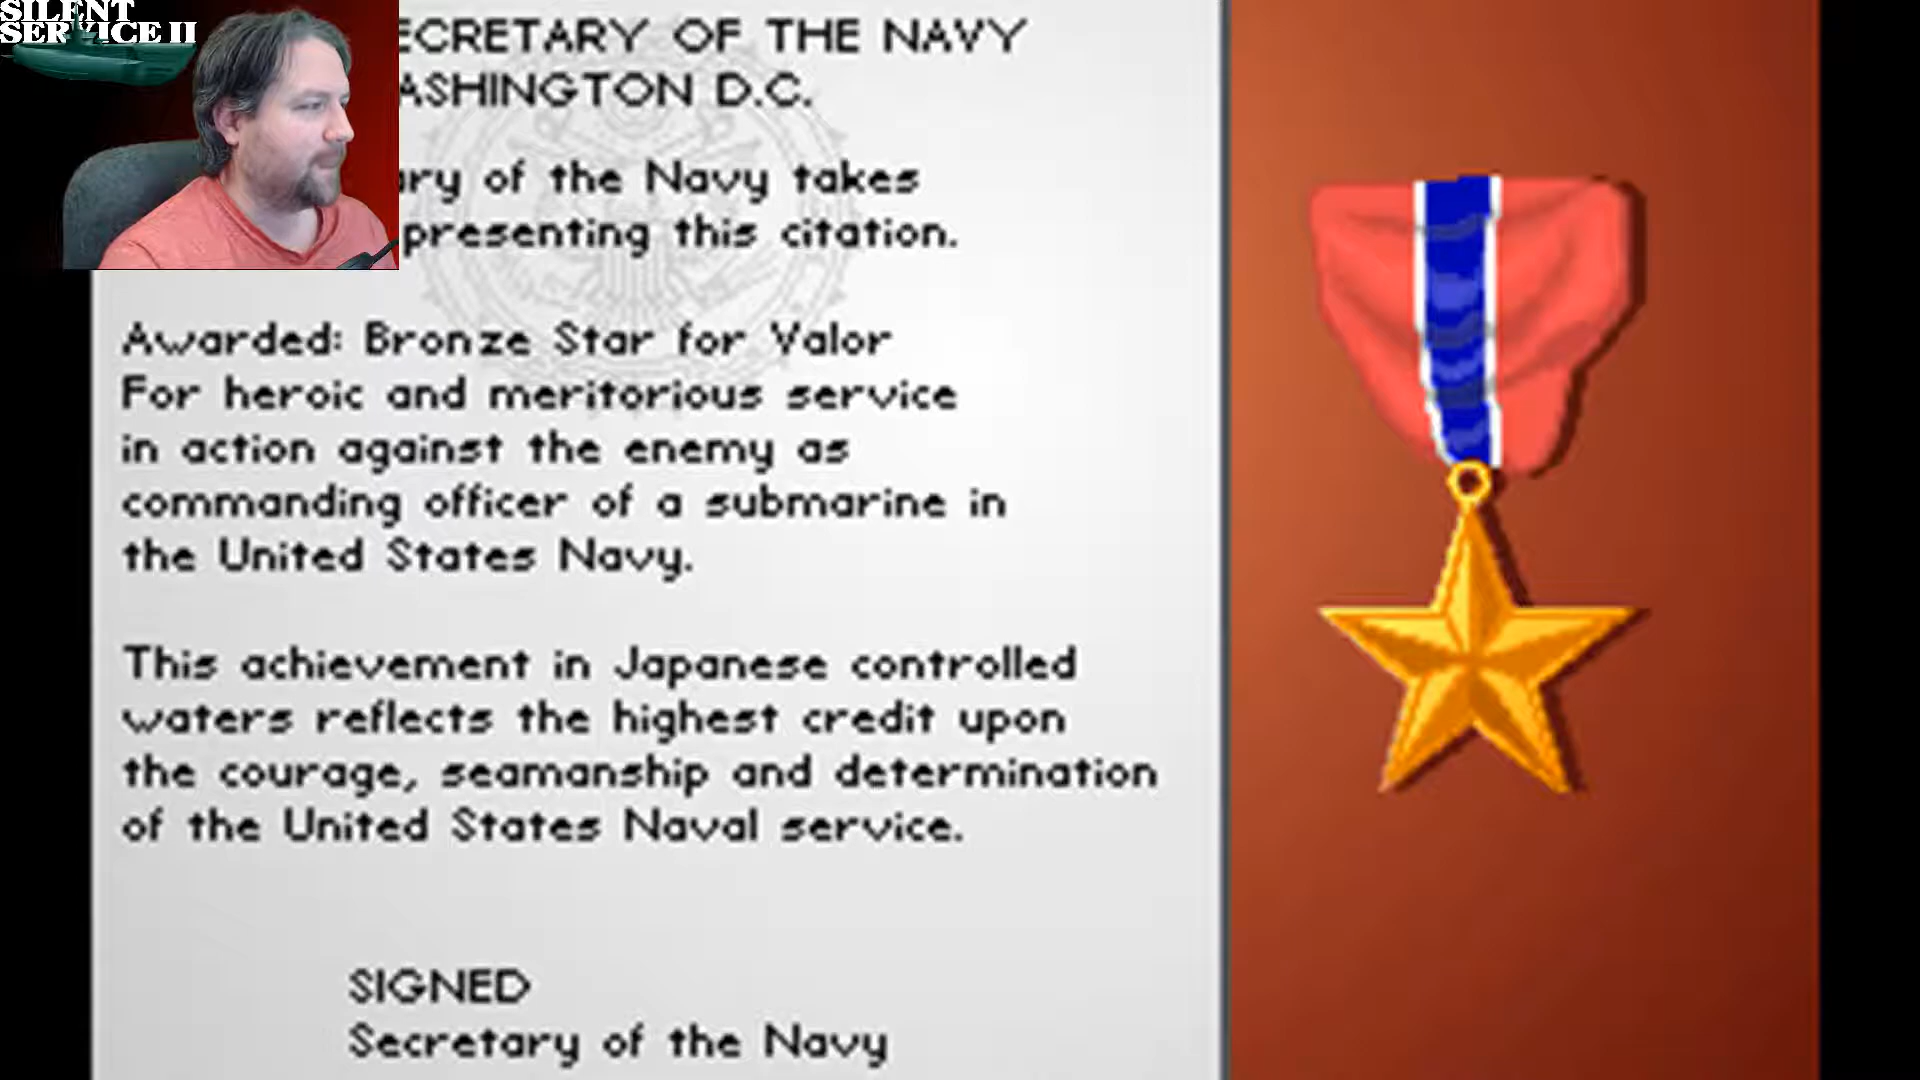 SILENT
SERVICE II
ECRETARY OF THE NAVY
ASHINGTON D.C.
ary of the Navy takes
presenting this citation.
Awarded: Bronze Star for Valor
For heroic and meritorious service
in action against the enemy as
commanding officer of a submarine in
the United States Navy.
This achievement in Japanese controlled
waters reflects the highest credit upon
the courage, seamanship and determination
of the United States Naval service.
SIGNED
Secretary of the Navy